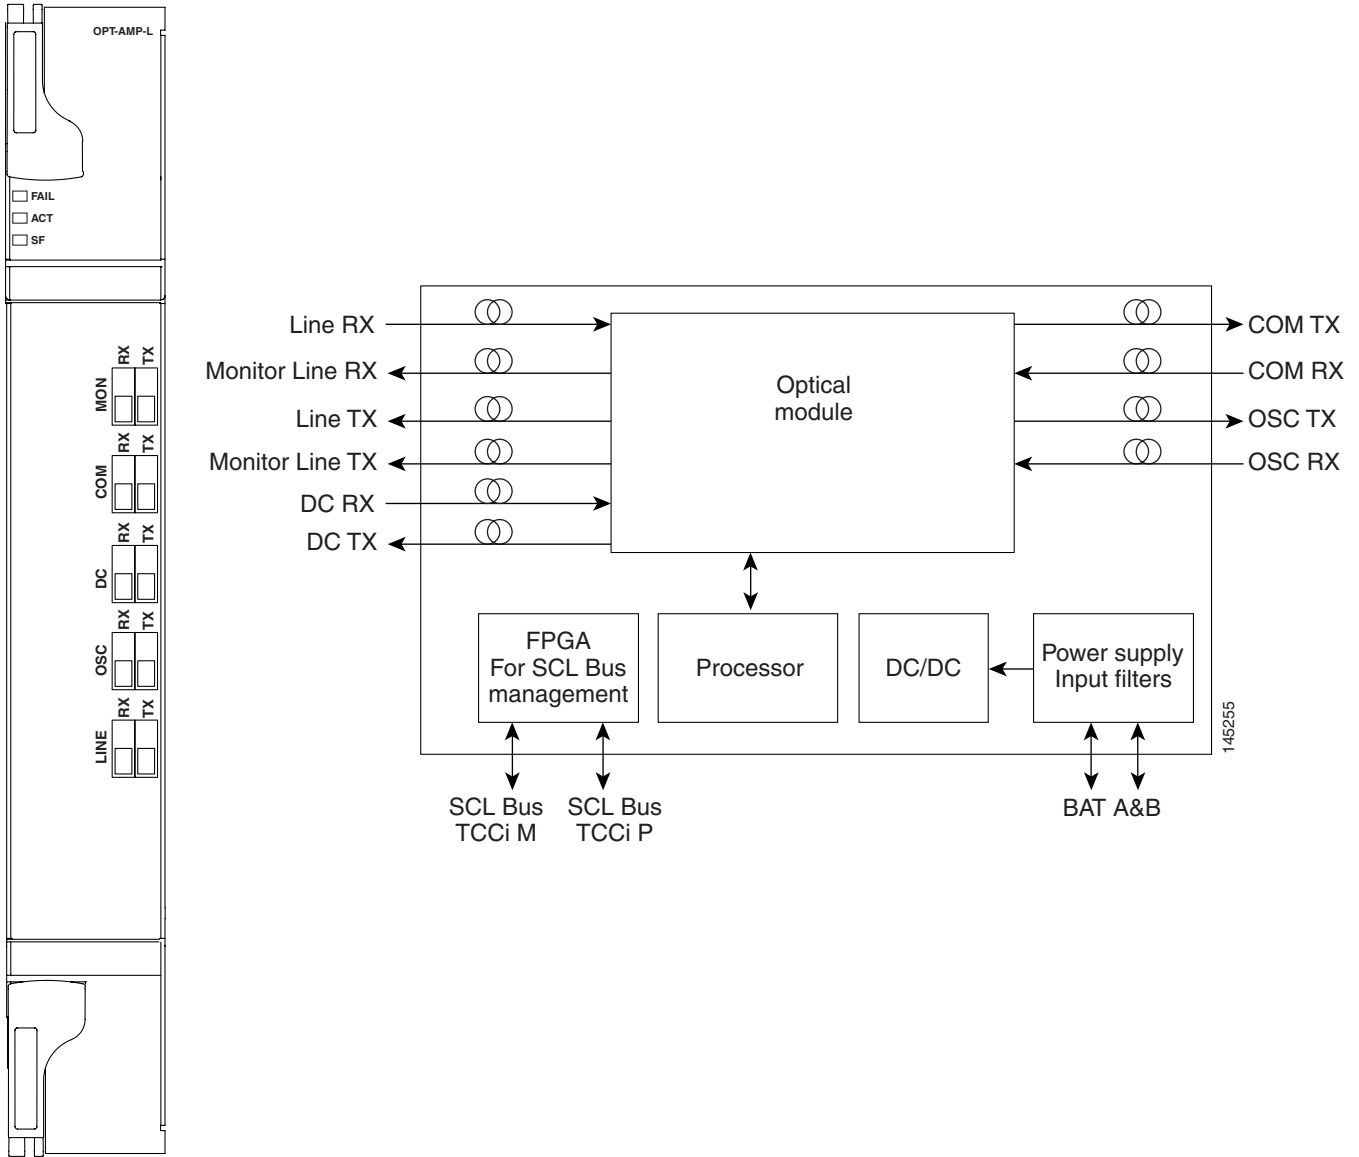 OPT-AMP-L
FAIL
ACT
SF
RX
TX
MON
RX
TX
COM
RX
TX
DC
RX
TX
OSC
RX
TX
LINE
Line RX
Monitor Line RX
Line TX
Monitor Line TX
DC RX
DC TX
Optical
module
COM TX
COM RX
OSC TX
OSC RX
FPGA
For SCL Bus
management
Processor
DC/DC
Power supply
Input filters
SCL Bus
TCCi M
SCL Bus
TCCi P
BAT A&B
145255